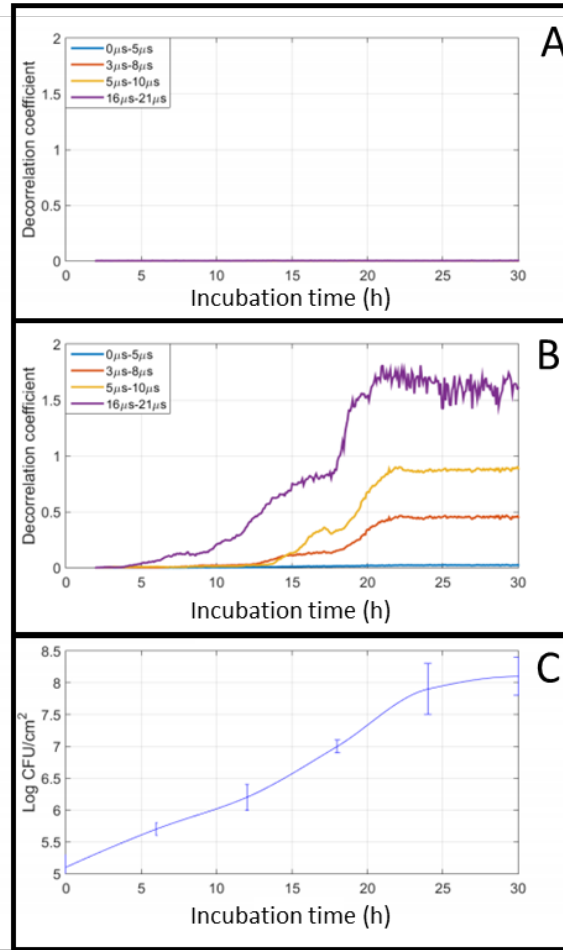 A
2
1.5
1
0.5
0
Decorrelation coefficient
0μs-5μs
3μs-8μs
5μs-10μs
16μs-21μs
0 5 10 15 20 25 30
Incubation time (h)
B
2
1.5
1
0.5
0
Decorrelation coefficient
0μs-5μs
3μs-8μs
5μs-10μs
16μs-21μs
0 5 10 15 20 25 30
Incubation time (h)
C
8.5
8
7.5
7
6.5
6
5.5
5
Log CFU/cm²
0 5 10 15 20 25 30
Incubation time (h)